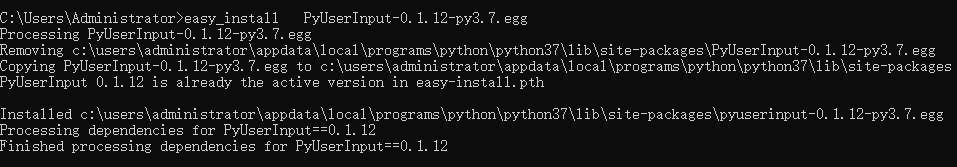 C:\Users\Administrator>easy_install   PyUserInput-0.1.12-py3.7.egg
Processing PyUserInput-0.1.12-py3.7.egg
Removing c:\users\administrator\appdata\local\programs\python\python37\lib\site-packages\PyUserInput-0.1.12-py3.7.egg
Copying PyUserInput-0.1.12-py3.7.egg to c:\users\administrator\appdata\local\programs\python\python37\lib\site-packages
PyUserInput 0.1.12 is already the active version in easy-install.pth
Installed c:\users\administrator\appdata\local\programs\python\python37\lib\site-packages\pyuserinput-0.1.12-py3.7.egg
Processing dependencies for PyUserInput==0.1.12
Finished processing dependencies for PyUserInput==0.1.12